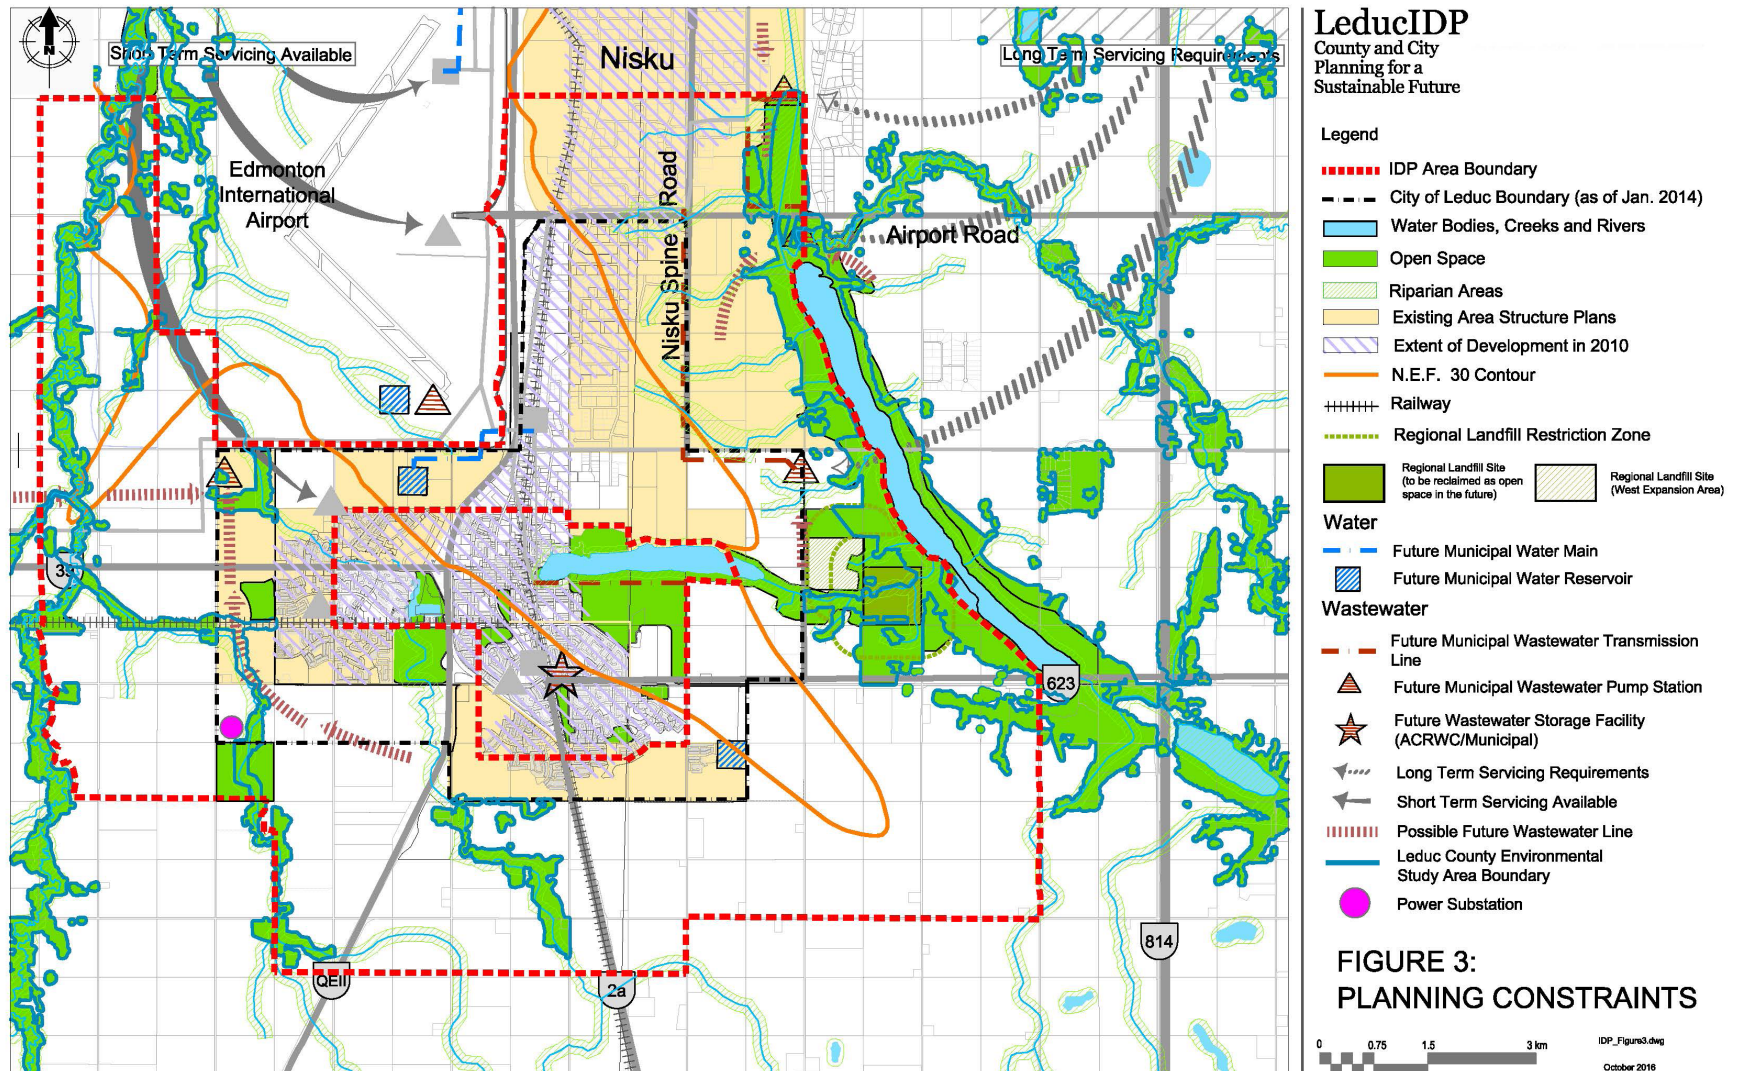 N
Short Term Servicing Available
Nisku
Long Term Servicing Requirements
Edmonton
International
Airport
Nisku Spine Road
Airport Road
39
623
814
QEII
2a
LeducIDP
County and City
Planning for a
Sustainable Future
Legend
IDP Area Boundary
City of Leduc Boundary (as of Jan. 2014)
Water Bodies, Creeks and Rivers
Open Space
Riparian Areas
Existing Area Structure Plans
Extent of Development in 2010
N.E.F. 30 Contour
Railway
Regional Landfill Restriction Zone
Regional Landfill Site
(to be reclaimed as open
space in the future)
Regional Landfill Site
(West Expansion Area)
Water
Future Municipal Water Main
Future Municipal Water Reservoir
Wastewater
Future Municipal Wastewater Transmission
Line
Future Municipal Wastewater Pump Station
Future Wastewater Storage Facility
(ACRWC/Municipal)
Long Term Servicing Requirements
Short Term Servicing Available
Possible Future Wastewater Line
Leduc County Environmental
Study Area Boundary
Power Substation
FIGURE 3:
PLANNING CONSTRAINTS
0 0.75 1.5 3 km
IDP_Figure3.dwg
October 2016